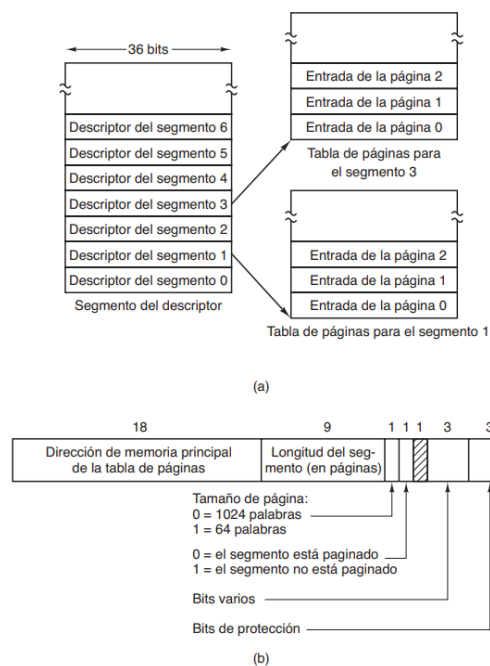 36 bits
Descriptor del segmento 6
Descriptor del segmento 5
Descriptor del segmento 4
Descriptor del segmento 3
Descriptor del segmento 2
Descriptor del segmento 1
Descriptor del segmento 0
Segmento del descriptor
Entrada de la página 2
Entrada de la página 1
Entrada de la página 0
Tabla de páginas para
el segmento 3
Entrada de la página 2
Entrada de la página 1
Entrada de la página 0
Tabla de páginas para el segmento 1
(a)
18 9 1 1 1 3 3
Dirección de memoria principal
de la tabla de páginas
Longitud del seg-
mento (en páginas)
Tamaño de página:
0 = 1024 palabras
1 = 64 palabras
0 = el segmento está paginado
1 = el segmento no está paginado
Bits varios
Bits de protección
(b)